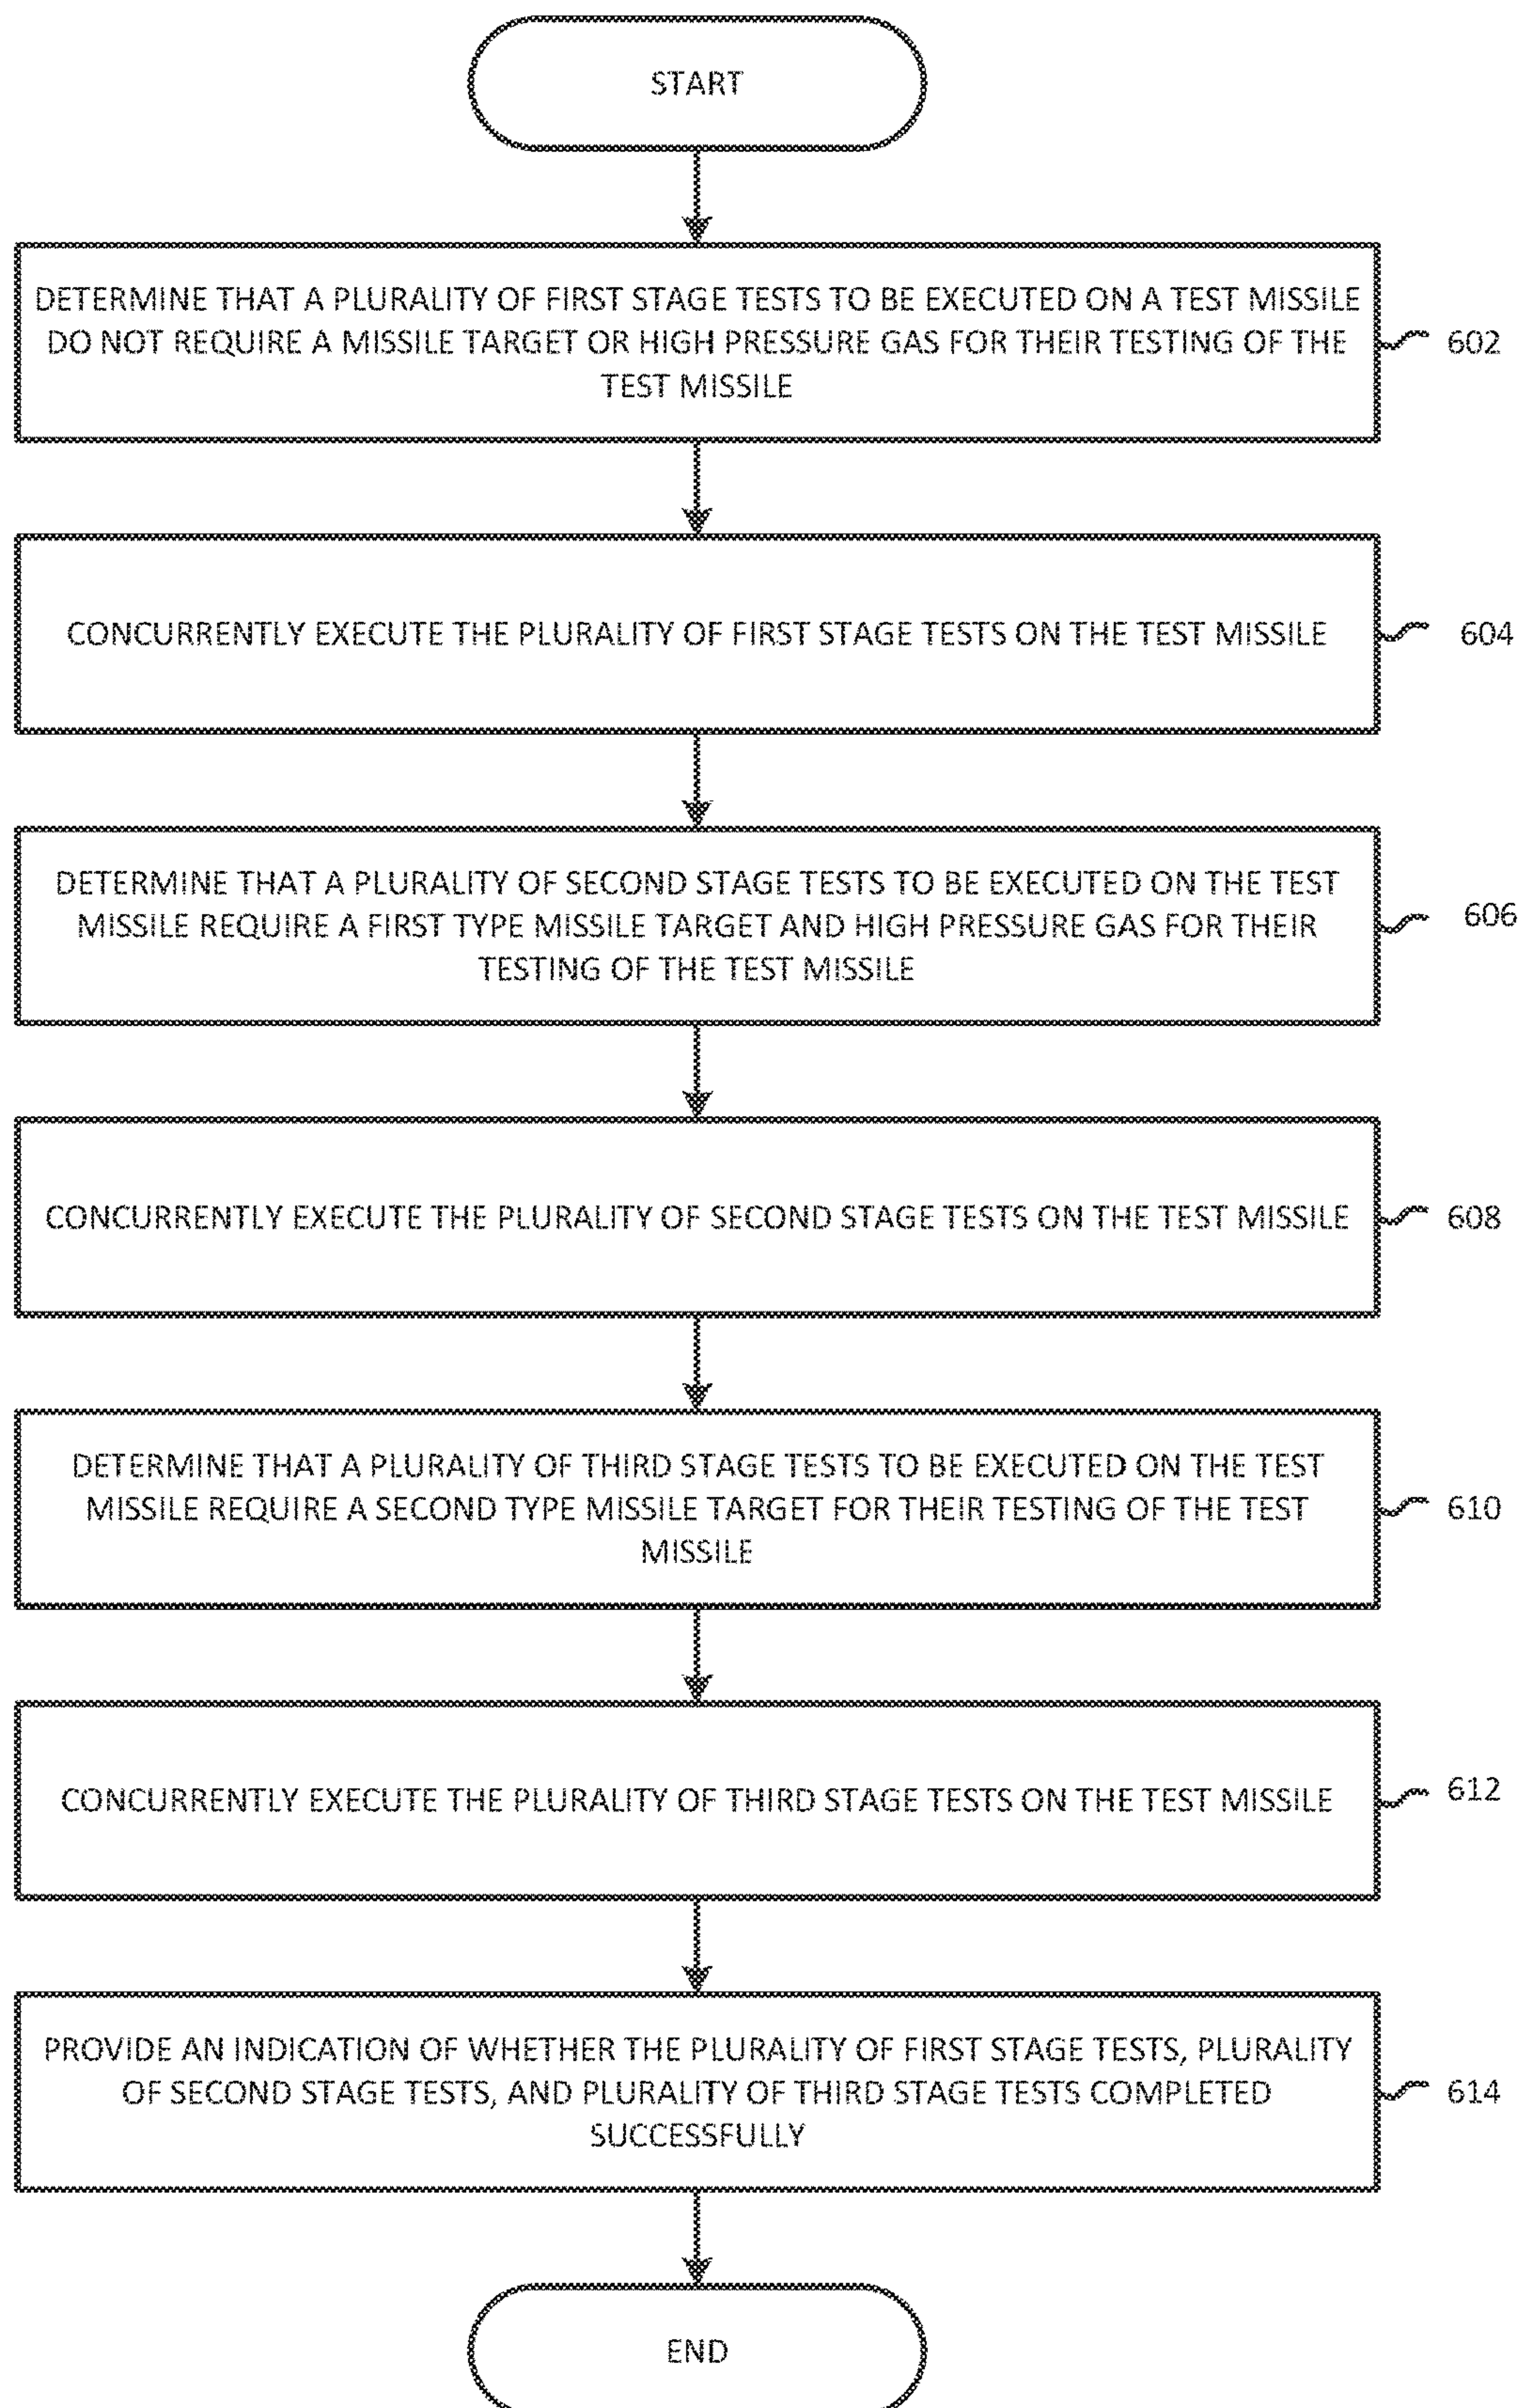 START
DETERMINE THAT A PLURALITY OF FIRST STAGE TESTS TO BE EXECUTED ON A TEST MISSILE
DO NOT REQUIRE A MISSILE TARGET OR HIGH PRESSURE GAS FOR THEIR TESTING OF THE
TEST MISSILE
602
CONCURRENTLY EXECUTE THE PLURALITY OF FIRST STAGE TESTS ON THE TEST MISSILE
604
DETERMINE THAT A PLURALITY OF SECOND STAGE TESTS TO BE EXECUTED ON THE TEST
MISSILE REQUIRE A FIRST TYPE MISSILE TARGET AND HIGH PRESSURE GAS FOR THEIR
TESTING OF THE TEST MISSILE
606
CONCURRENTLY EXECUTE THE PLURALITY OF SECOND STAGE TESTS ON THE TEST MISSILE
608
DETERMINE THAT A PLURALITY OF THIRD STAGE TESTS TO BE EXECUTED ON THE TEST
MISSILE REQUIRE A SECOND TYPE MISSILE TARGET FOR THEIR TESTING OF THE TEST
MISSILE
610
CONCURRENTLY EXECUTE THE PLURALITY OF THIRD STAGE TESTS ON THE TEST MISSILE
612
PROVIDE AN INDICATION OF WHETHER THE PLURALITY OF FIRST STAGE TESTS, PLURALITY
OF SECOND STAGE TESTS, AND PLURALITY OF THIRD STAGE TESTS COMPLETED
SUCCESSFULLY
614
END